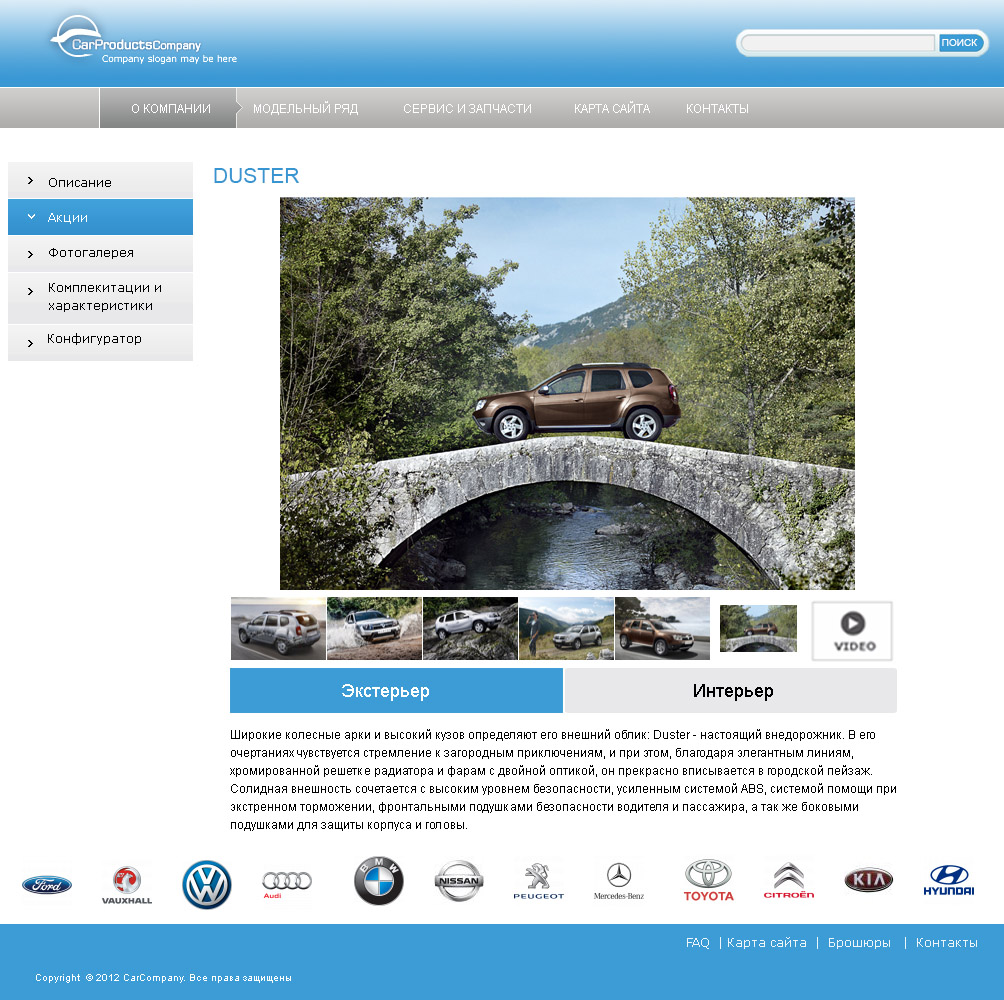 CarProductsCompany
Company slogan may be here
ПОИСК
О КОМПАНИИ
МОДЕЛЬНЫЙ РЯД
СЕРВИС И ЗАПЧАСТИ
КАРТА САЙТА
КОНТАКТЫ
Описание
Акции
Фотогалерея
Комплекитации и
характеристики
Конфигуратор
DUSTER
VIDEO
Экстерьер
Интерьер
Широкие колесные арки и высокий кузов определяют его внешний облик: Duster - настоящий внедорожник. В его
очертаниях чувствуется стремление к загородным приключениям, и при этом, благодаря элегантным линиям,
хромированной решетке радиатора и фарам с двойной оптикой, он прекрасно вписывается в городской пейзаж.
Солидная внешность сочетается с высоким уровнем безопасности, усиленным системой ABS, системой помощи при
экстренном торможении, фронтальными подушками безопасности водителя и пассажира, а так же боковыми
подушками для защиты корпуса и головы.
Ford
VAUXHALL
Audi
BMW
NISSAN
PEUGEOT
Mercedes-Benz
TOYOTA
CITROËN
KIA
HYUNDAI
FAQ | Карта сайта | Брошюры | Контакты
Copyright © 2012 CarCompany. Все права защищены